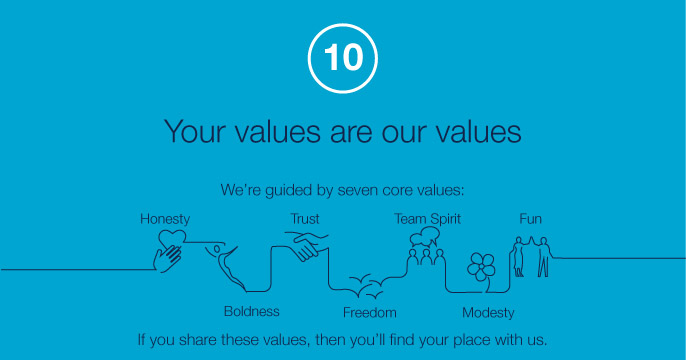 10
Your values are our values
We're guided by seven core values:
Honesty Trust Team Spirit Fun
Boldness Freedom Modesty
If you share these values, then you'll find your place with us.